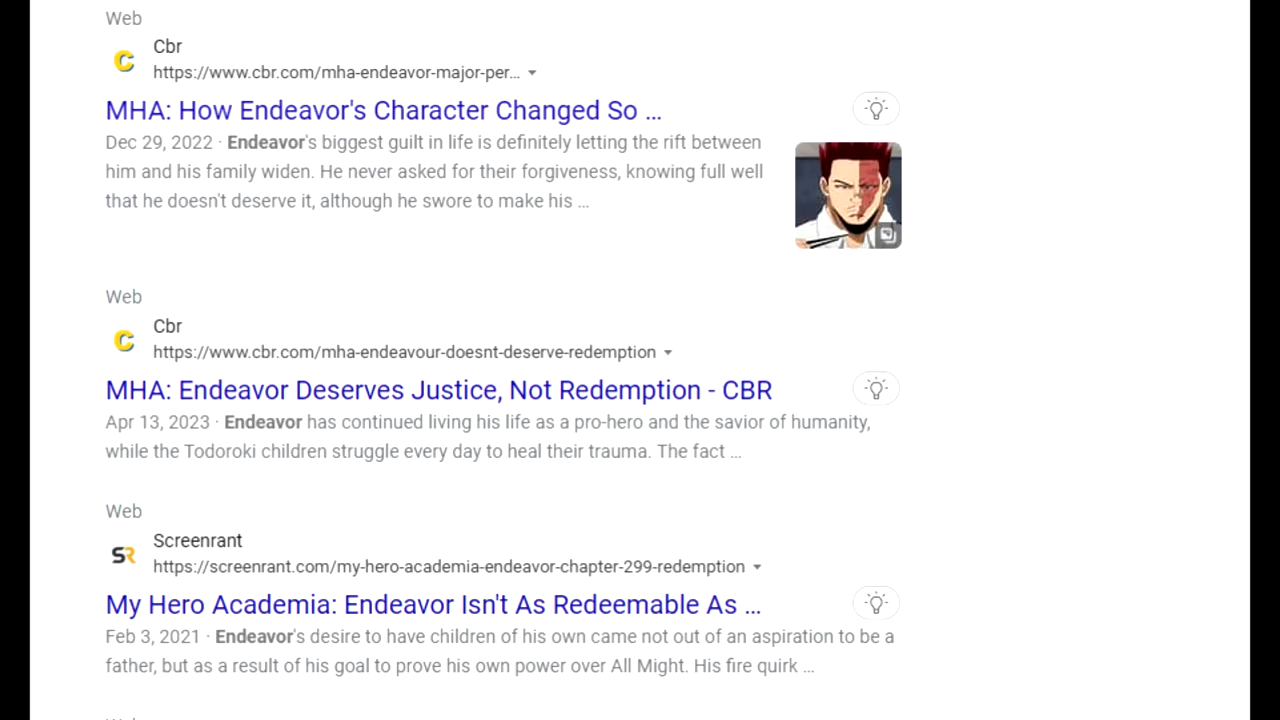 Web
Cbr
https://www.cbr.com/mha-endeavor-major-per...
MHA: How Endeavor's Character Changed So ...
Dec 29, 2022 · Endeavor's biggest guilt in life is definitely letting the rift between
him and his family widen. He never asked for their forgiveness, knowing full well
that he doesn't deserve it, although he swore to make his ...
Web
Cbr
https://www.cbr.com/mha-endeavour-doesnt-deserve-redemption
MHA: Endeavor Deserves Justice, Not Redemption - CBR
Apr 13, 2023 · Endeavor has continued living his life as a pro-hero and the savior of humanity,
while the Todoroki children struggle every day to heal their trauma. The fact ...
Web
SR
Screenrant
https://screenrant.com/my-hero-academia-endeavor-chapter-299-redemption
My Hero Academia: Endeavor Isn't As Redeemable As ...
Feb 3, 2021 · Endeavor's desire to have children of his own came not out of an aspiration to be a
father, but as a result of his goal to prove his own power over All Might. His fire quirk ...